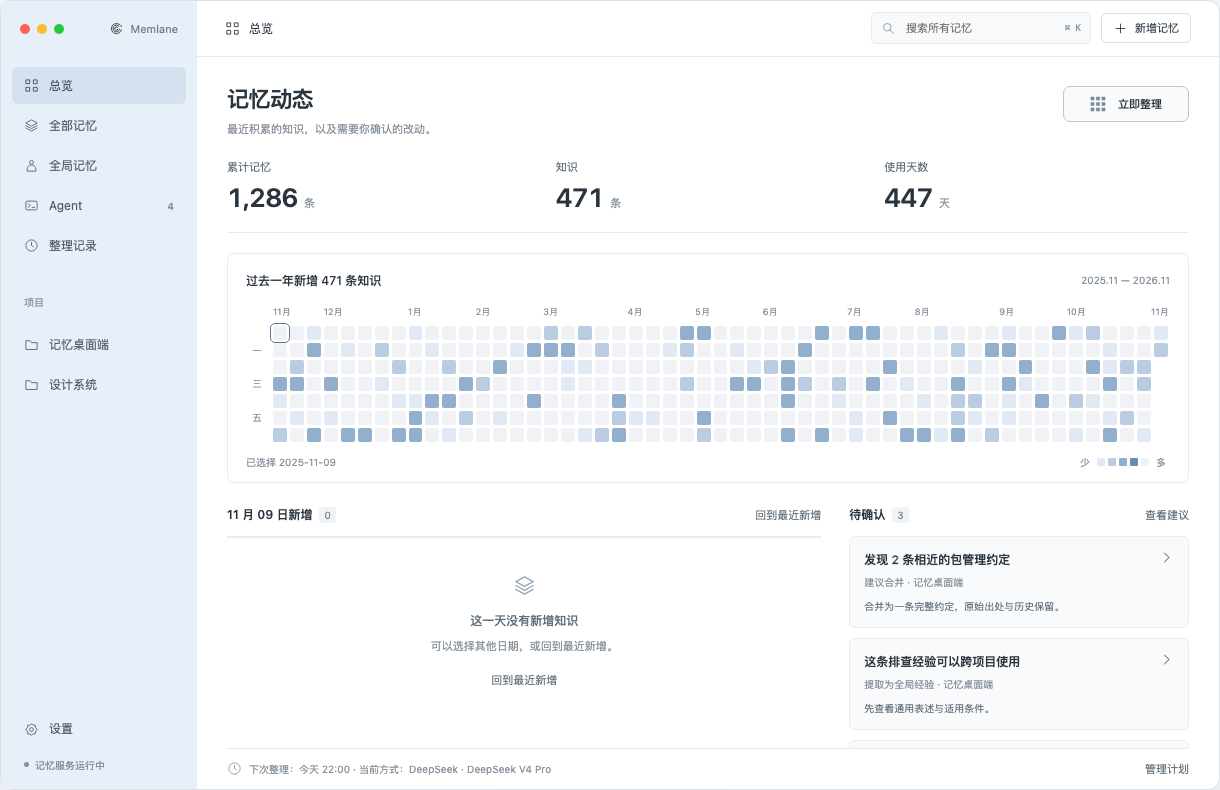 Memlane
总览
全部记忆
全局记忆
Agent 4
整理记录
项目
记忆桌面端
设计系统
设置
记忆服务运行中
总览
搜索所有记忆 ⌘ K
新增记忆
记忆动态
最近积累的知识，以及需要你确认的改动。
立即整理
累计记忆
1,286 条
知识
471 条
使用天数
447 天
过去一年新增 471 条知识
2025.11 — 2026.11
11月 12月 1月 2月 3月 4月 5月 6月 7月 8月 9月 10月 11月
一
三
五
已选择 2025-11-09
少 多
11 月 09 日新增 0
回到最近新增
这一天没有新增知识
可以选择其他日期，或回到最近新增。
回到最近新增
待确认 3
查看建议
发现 2 条相近的包管理约定
建议合并 · 记忆桌面端
合并为一条完整约定，原始出处与历史保留。
这条排查经验可以跨项目使用
提取为全局经验 · 记忆桌面端
先查看通用表述与适用条件。
下次整理：今天 22:00 · 当前方式：DeepSeek · DeepSeek V4 Pro
管理计划